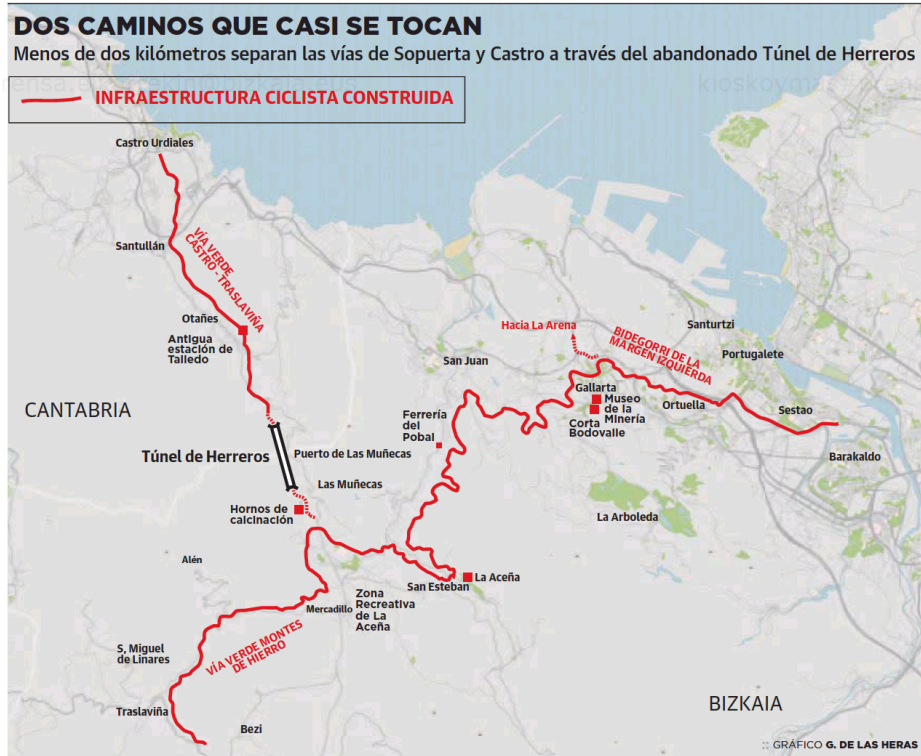 DOS CAMINOS QUE CASI SE TOCAN
Menos de dos kilómetros separan las vías de Sopuerta y Castro a través del abandonado Túnel de Herreros
INFRAESTRUCTURA CICLISTA CONSTRUIDA
Castro Urdiales
Santullán
VÍA VERDE
CASTRO - TRASLAVIÑA
Otañes
Antigua
estación de
Talledo
CANTABRIA
Túnel de Herreros
Puerto de Las Muñecas
Las Muñecas
Hornos de
calcinación
Hacia La Arena
San Juan
BIDEGORRI DE LA
MARGEN IZQUIERDA
Santurtzi
Portugalete
Gallarta
Museo
de la
Minería
Corta
Bodovalle
Ortuella
Sestao
Barakaldo
Ferrería
del
Pobal
La Arboleda
Alén
San Esteban
La Aceña
Zona
Recreativa
de La
Aceña
Mercadillo
VÍA VERDE MONTES
DE HIERRO
S, Miguel
de Linares
Traslaviña
Bezi
BIZKAIA
:: GRÁFICO G. DE LAS HERAS